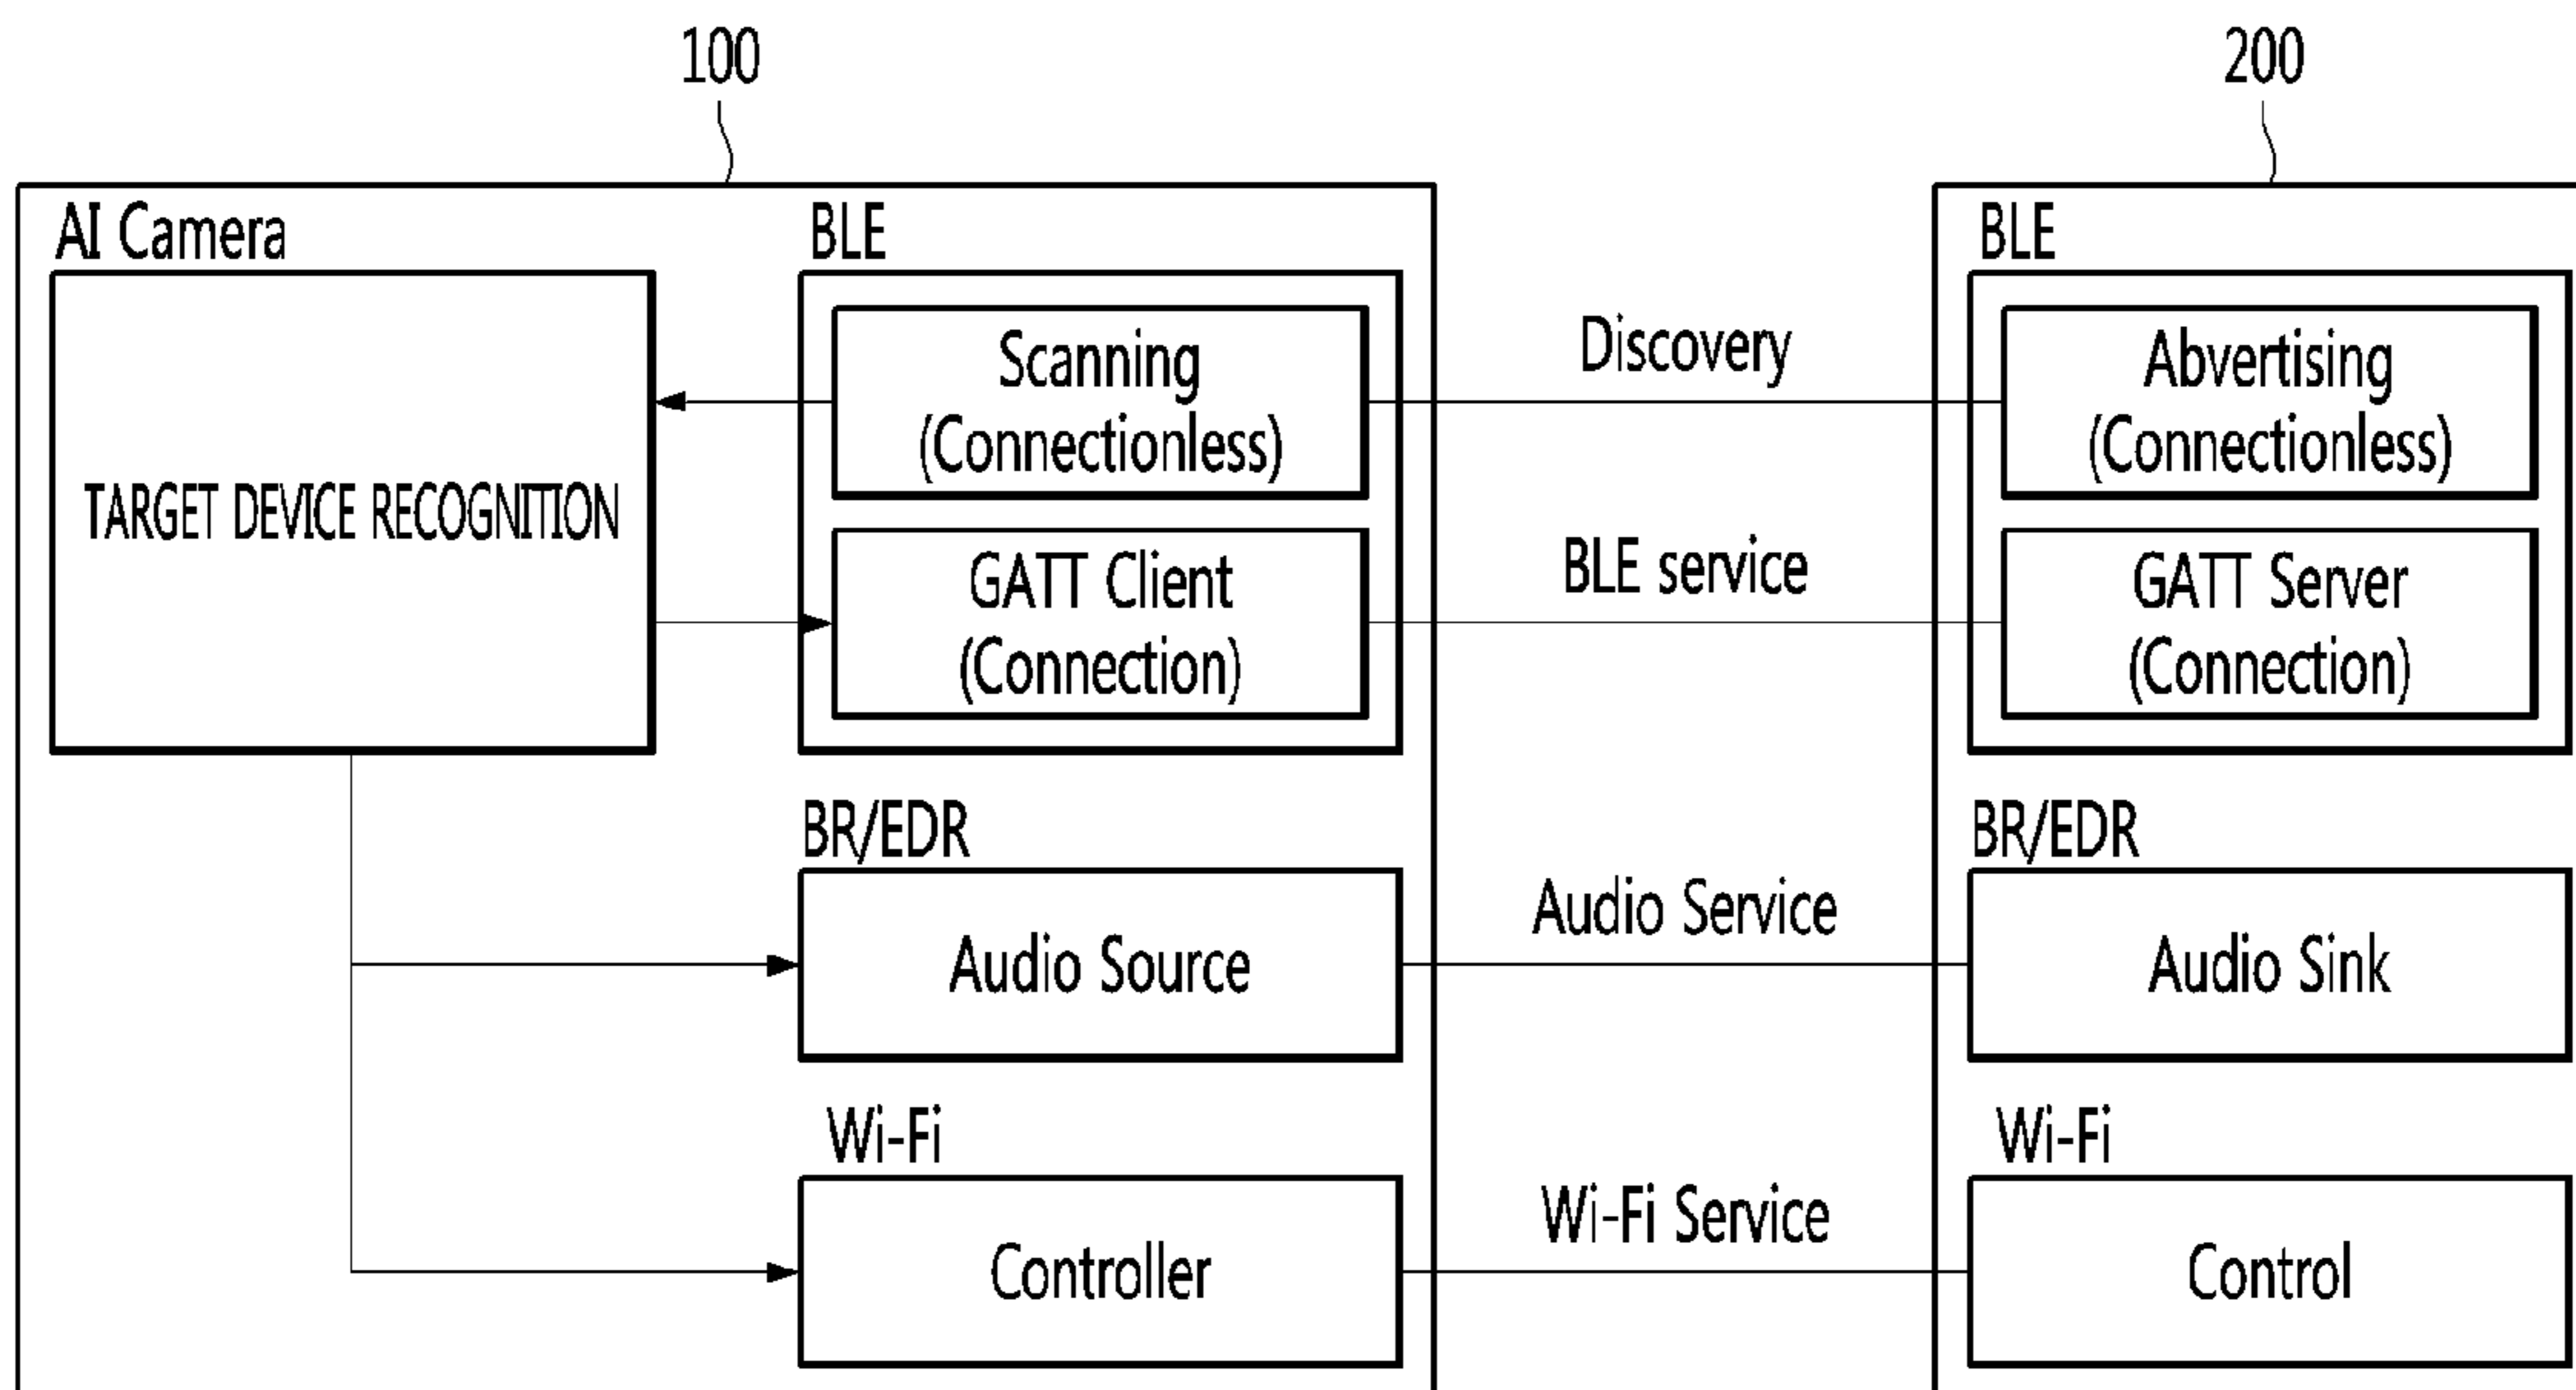 100
200
AI Camera
BLE
BLE
TARGET DEVICE RECOGNITION
Scanning
(Connectionless)
Discovery
Abvertising
(Connectionless)
GATT Client
(Connection)
BLE service
GATT Server
(Connection)
BR/EDR
BR/EDR
Audio Source
Audio Service
Audio Sink
Wi-Fi
Wi-Fi
Controller
Wi-Fi Service
Control